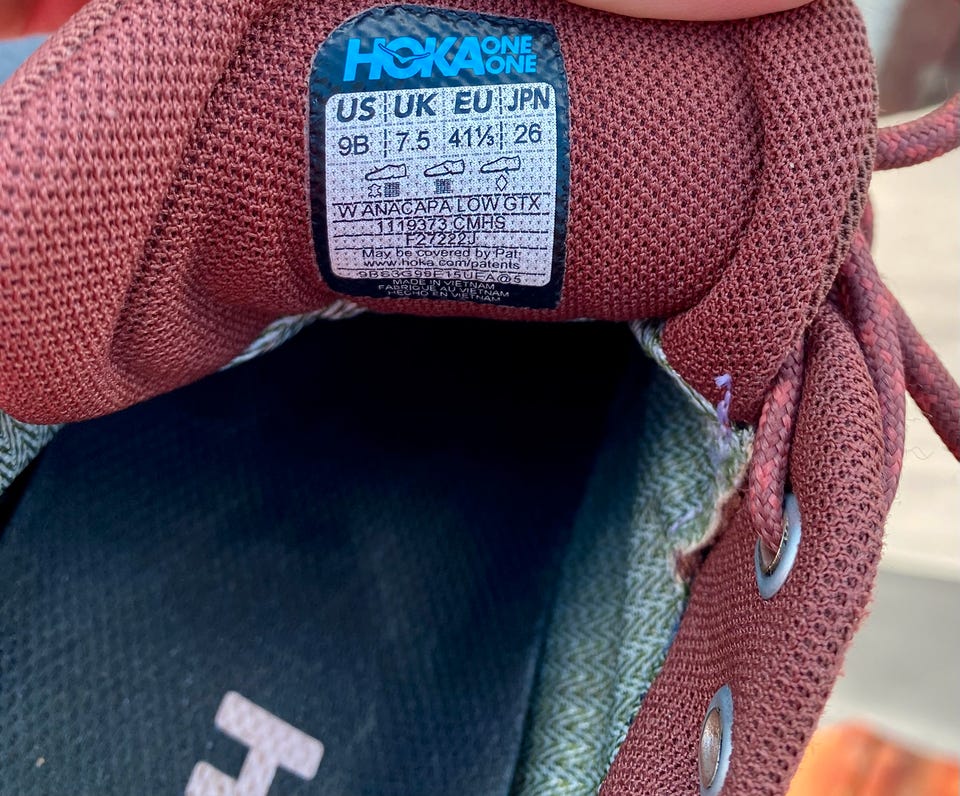 HOKA ONE ONE
US UK EU JPN
9B 7.5 41⅓ 26
W ANACAPA LOW GTX
1119373 CMHS
F27222J
May be covered by Pat:
www.hoka.com/patents
MADE IN VIETNAM
FABRIQUE AU VIETNAM
HECHO EN VIETNAM
H